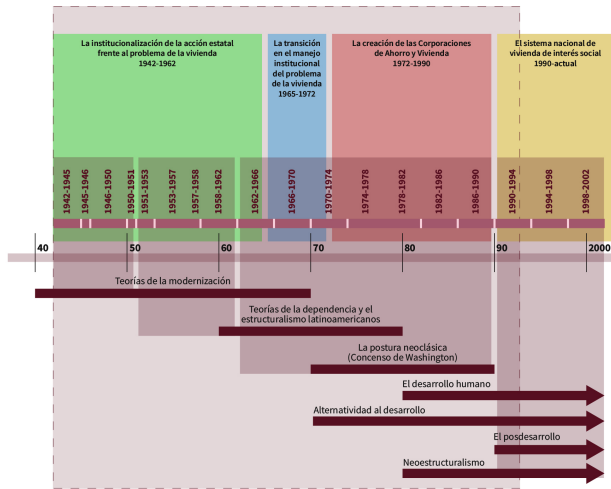 La institucionalización de la acción estatal
frente al problema de la vivienda
1942-1962
La transición
en el manejo
institucional
del problema
de la vivienda
1965-1972
La creación de las Corporaciones
de Ahorro y Vivienda
1972-1990
El sistema nacional de
vivienda de interés social
1990-actual
1942-1945
1945-1946
1946-1950
1950-1951
1951-1953
1953-1957
1957-1958
1958-1962
1962-1966
1966-1970
1970-1974
1974-1978
1978-1982
1982-1986
1986-1990
1990-1994
1994-1998
1998-2002
40
50
60
70
80
90
2000
Teorías de la modernización
Teorías de la dependencia y el
estructuralismo latinoamericanos
La postura neoclásica
(Concenso de Washington)
El desarrollo humano
Alternatividad al desarrollo
El posdesarrollo
Neoestructuralismo